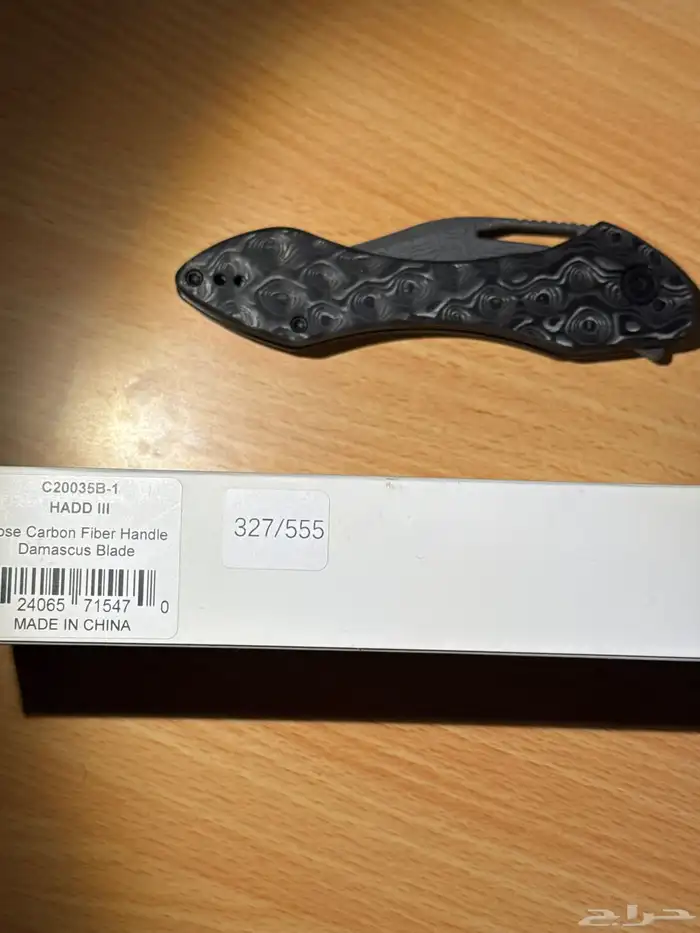 C20035B-1
HADD III
ose Carbon Fiber Handle
Damascus Blade
24065 71547 0
MADE IN CHINA
327/555
حراج